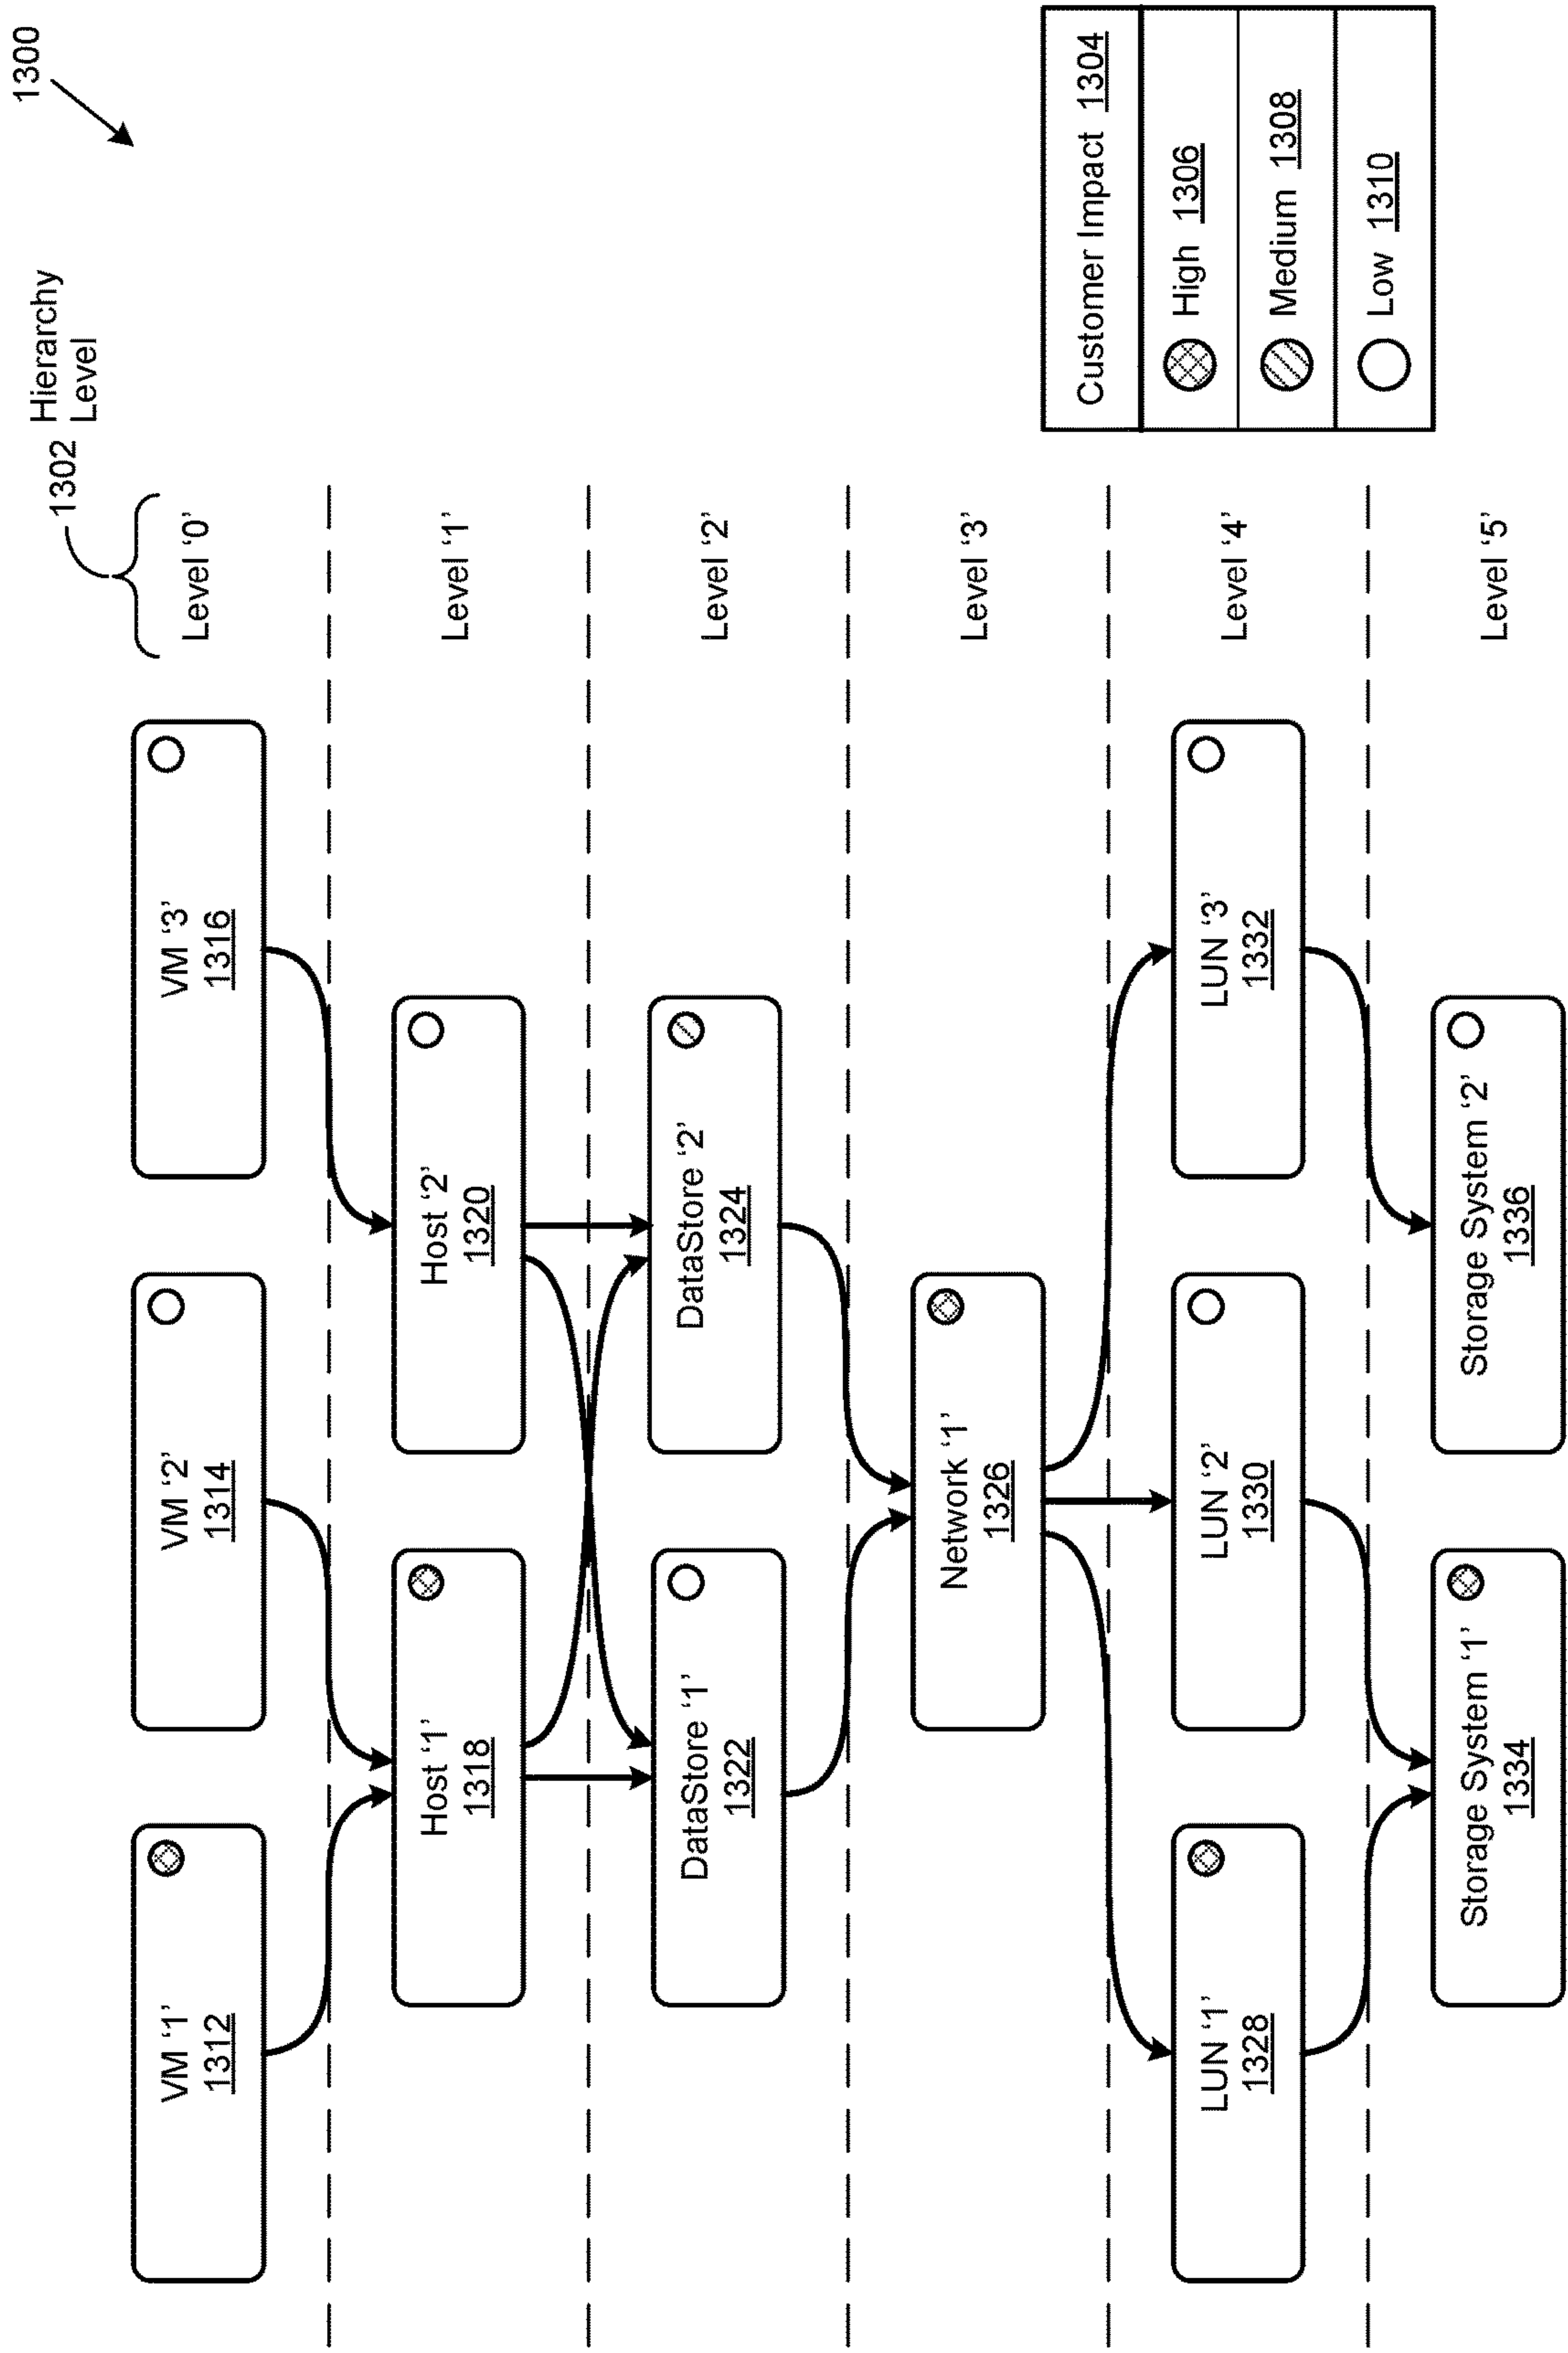 1300
1302
Hierarchy
Level
VM ‘1’
1312
VM ‘2’
1314
VM ‘3’
1316
Level ‘0’
Host ‘1’
1318
Host ‘2’
1320
Level ‘1’
DataStore ‘1’
1322
DataStore ‘2’
1324
Level ‘2’
Network ‘1’
1326
Level ‘3’
LUN ‘1’
1328
LUN ‘2’
1330
LUN ‘3’
1332
Level ‘4’
Storage System ‘1’
1334
Storage System ‘2’
1336
Level ‘5’
Customer Impact 1304
High 1306
Medium 1308
Low 1310